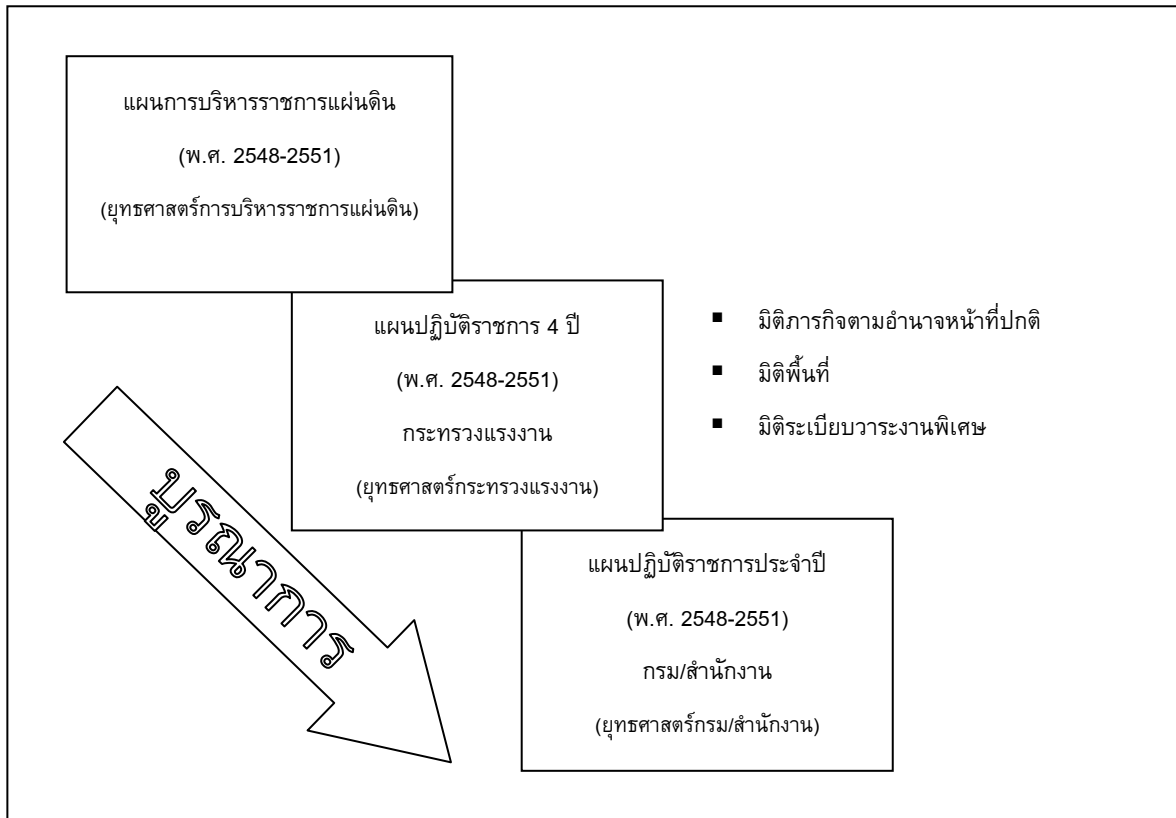 แผนการบริหารราชการแผ่นดิน
(พ.ศ. 2548-2551)
(ยุทธศาสตร์การบริหารราชการแผ่นดิน)
แผนปฏิบัติราชการ 4 ปี
(พ.ศ. 2548-2551)
กระทรวงแรงงาน
(ยุทธศาสตร์กระทรวงแรงงาน)
▪ มิติภารกิจตามอำนาจหน้าที่ปกติ
▪ มิติพื้นที่
▪ มิติระเบียบวาระงานพิเศษ
บูรณาการ
แผนปฏิบัติราชการประจำปี
(พ.ศ. 2548-2551)
กรม/สำนักงาน
(ยุทธศาสตร์กรม/สำนักงาน)